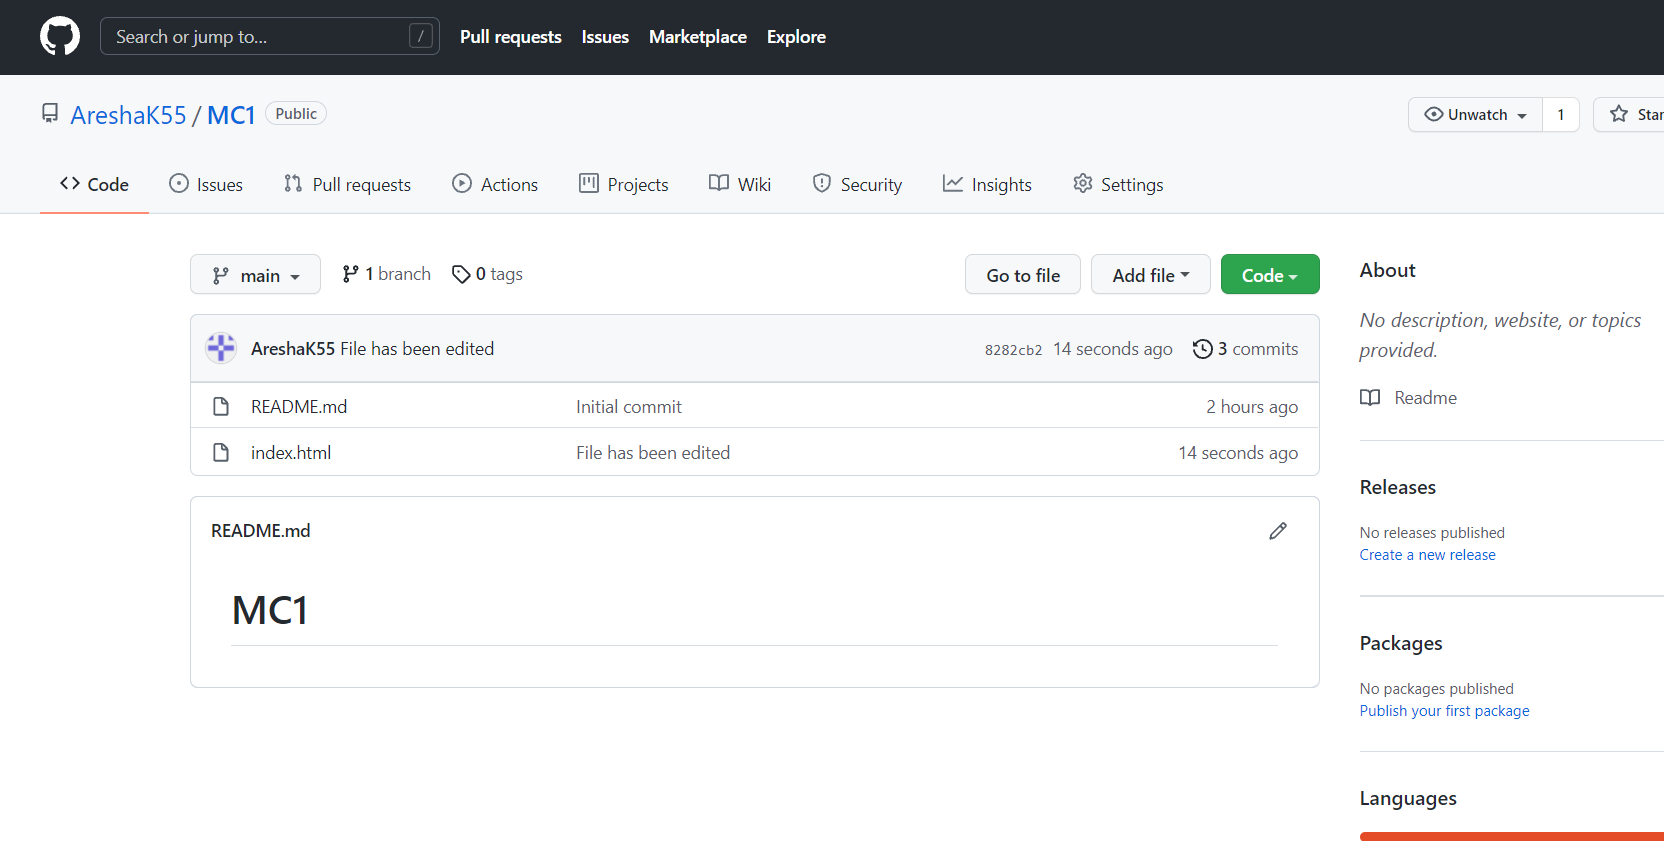 Search or jump to... /
Pull requests Issues Marketplace Explore
AreshaK55 / MC1 Public
Unwatch 1
Star
Code Issues Pull requests Actions Projects Wiki Security Insights Settings
main 1 branch 0 tags
Go to file Add file Code
AreshaK55 File has been edited 8282cb2 14 seconds ago 3 commits
README.md Initial commit 2 hours ago
index.html File has been edited 14 seconds ago
README.md
MC1
About
No description, website, or topics
provided.
Readme
Releases
No releases published
Create a new release
Packages
No packages published
Publish your first package
Languages